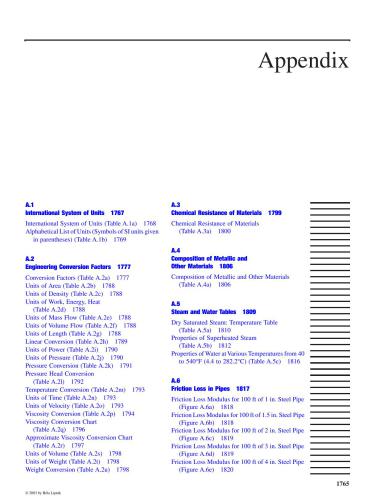 Appendix
A.1
International System of Units 1767
International System of Units (Table A.1a) 1768
Alphabetical List of Units (Symbols of SI units given
in parentheses) (Table A.1b) 1769
A.2
Engineering Conversion Factors 1777
Conversion Factors (Table A.2a) 1777
Units of Area (Table A.2b) 1788
Units of Density (Table A.2c) 1788
Units of Work, Energy, Heat
(Table A.2d) 1788
Units of Mass Flow (Table A.2e) 1788
Units of Volume Flow (Table A.2f) 1788
Units of Length (Table A.2g) 1788
Linear Conversion (Table A.2h) 1789
Units of Power (Table A.2i) 1790
Units of Pressure (Table A.2j) 1790
Pressure Conversion (Table A.2k) 1791
Pressure Head Conversion
(Table A.2l) 1792
Temperature Conversion (Table A.2m) 1793
Units of Time (Table A.2n) 1793
Units of Velocity (Table A.2o) 1793
Viscosity Conversion (Table A.2p) 1794
Viscosity Conversion Chart
(Table A.2q) 1796
Approximate Viscosity Conversion Chart
(Table A.2r) 1797
Units of Volume (Table A.2s) 1798
Units of Weight (Table A.2t) 1798
Weight Conversion (Table A.2u) 1798
A.3
Chemical Resistance of Materials 1799
Chemical Resistance of Materials
(Table A.3a) 1800
A.4
Composition of Metallic and
Other Materials 1806
Composition of Metallic and Other Materials
(Table A.4a) 1806
A.5
Steam and Water Tables 1809
Dry Saturated Steam: Temperature Table
(Table A.5a) 1810
Properties of Superheated Steam
(Table A.5b) 1812
Properties of Water at Various Temperatures from 40
to 540°F (4.4 to 282.2°C) (Table A.5c) 1816
A.6
Friction Loss in Pipes 1817
Friction Loss Modulus for 100 ft of 1 in. Steel Pipe
(Figure A.6a) 1818
Friction Loss Modulus for 100 ft of 1.5 in. Steel Pipe
(Figure A.6b) 1818
Friction Loss Modulus for 100 ft of 2 in. Steel Pipe
(Figure A.6c) 1819
Friction Loss Modulus for 100 ft of 3 in. Steel Pipe
(Figure A.6d) 1819
Friction Loss Modulus for 100 ft of 4 in. Steel Pipe
(Figure A.6e) 1820
1765
© 2003 by Béla Lipták